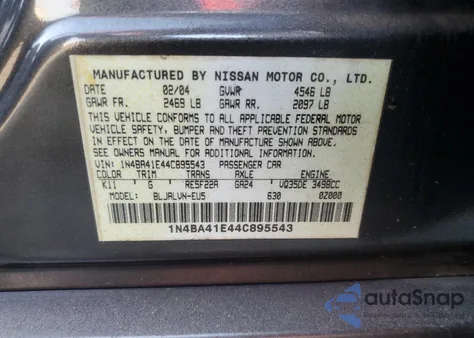 MANUFACTURED BY NISSAN MOTOR CO., LTD.
DATE 02/04 GVWR 4546 LB
GAWR FR. 2469 LB GAWR RR. 2097 LB
THIS VEHICLE CONFORMS TO ALL APPLICABLE FEDERAL MOTOR
VEHICLE SAFETY, BUMPER AND THEFT PREVENTION STANDARDS
IN EFFECT ON THE DATE OF MANUFACTURE SHOWN ABOVE.
SEE OWNERS MANUAL FOR ADDITIONAL INFORMATION
VIN: 1N4BA41E44C895543 PASSENGER CAR
COLOR TRIM TRANS AXLE ENGINE
K11 G RE5F22A GA24 VQ35DE 3498CC
MODEL: BLJALVN-EU5 630 0Z000
1N4BA41E44C895543
autoSnap